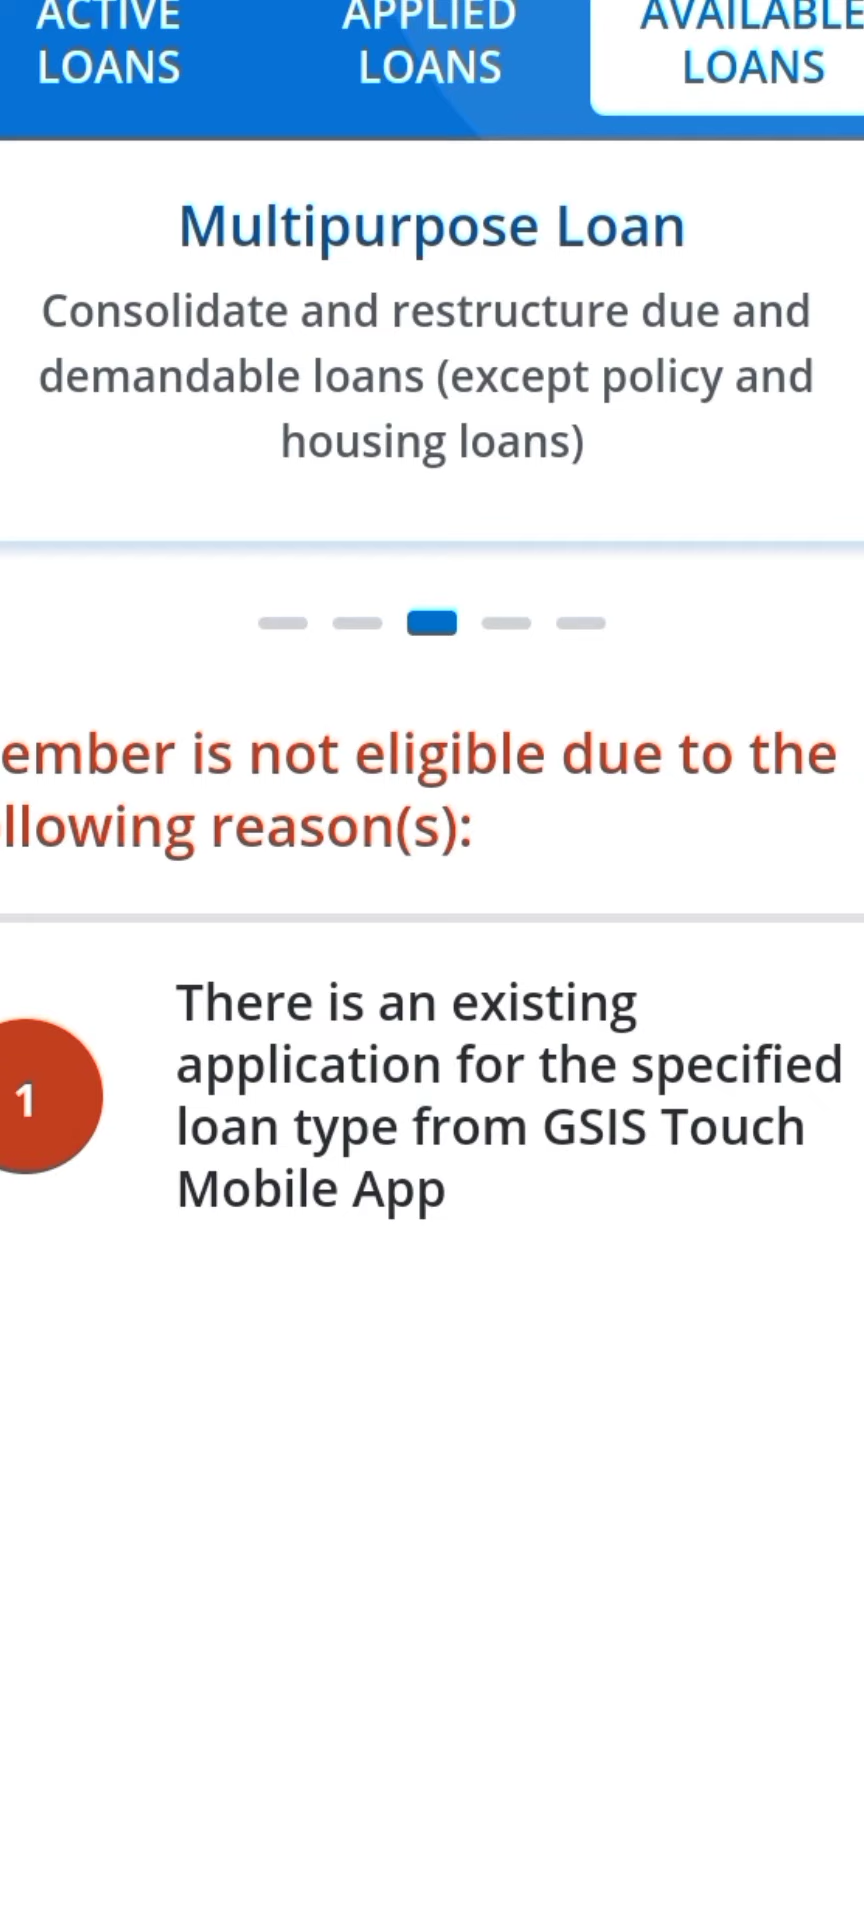 ACTIVE APPLIED AVAILABLE
LOANS LOANS LOANS
Multipurpose Loan
Consolidate and restructure due and
demandable loans (except policy and
housing loans)
ember is not eligible due to the
llowing reason(s):
There is an existing
application for the specified
1
loan type from GSIS Touch
Mobile App